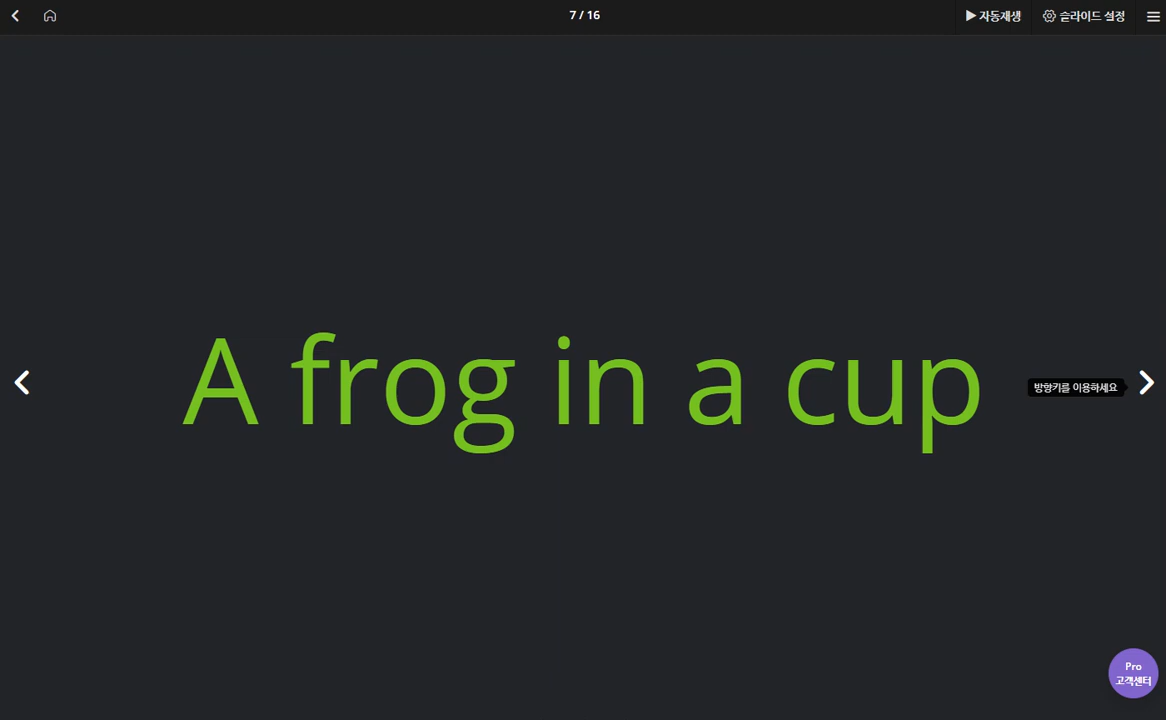 7 / 16
자동재생
슬라이드 설정
A frog in a cup
방향키를 이용하세요
Pro
고객센터